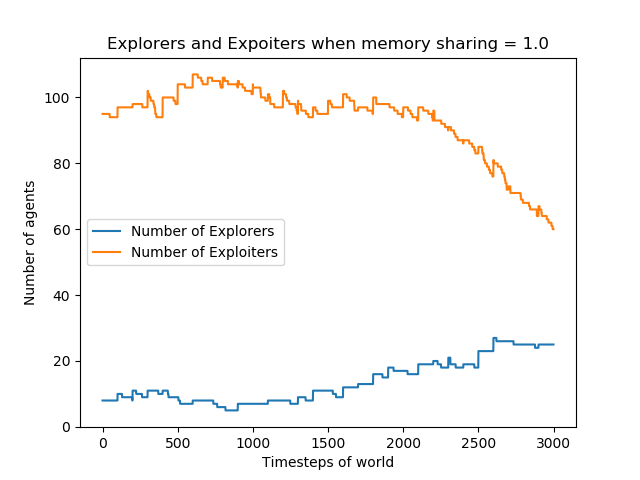 Explorers and Expoiters when memory sharing = 1.0
Number of agents
100
80
60
40
20
0
Number of Explorers
Number of Exploiters
0 500 1000 1500 2000 2500 3000
Timesteps of world